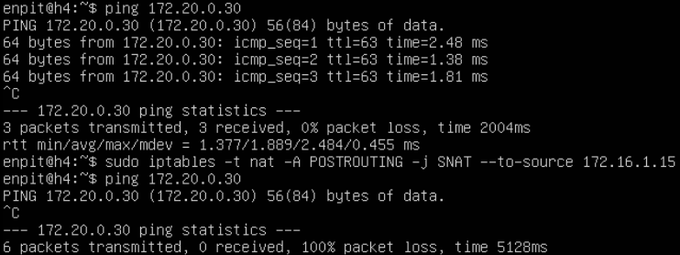 enpit@h4:~$ ping 172.20.0.30
PING 172.20.0.30 (172.20.0.30) 56(84) bytes of data.
64 bytes from 172.20.0.30: icmp_seq=1 ttl=63 time=2.48 ms
64 bytes from 172.20.0.30: icmp_seq=2 ttl=63 time=1.38 ms
64 bytes from 172.20.0.30: icmp_seq=3 ttl=63 time=1.81 ms
^C
--- 172.20.0.30 ping statistics ---
3 packets transmitted, 3 received, 0% packet loss, time 2004ms
rtt min/avg/max/mdev = 1.377/1.889/2.484/0.455 ms
enpit@h4:~$ sudo iptables -t nat -A POSTROUTING -j SNAT --to-source 172.16.1.15
enpit@h4:~$ ping 172.20.0.30
PING 172.20.0.30 (172.20.0.30) 56(84) bytes of data.
^C
--- 172.20.0.30 ping statistics ---
6 packets transmitted, 0 received, 100% packet loss, time 5128ms